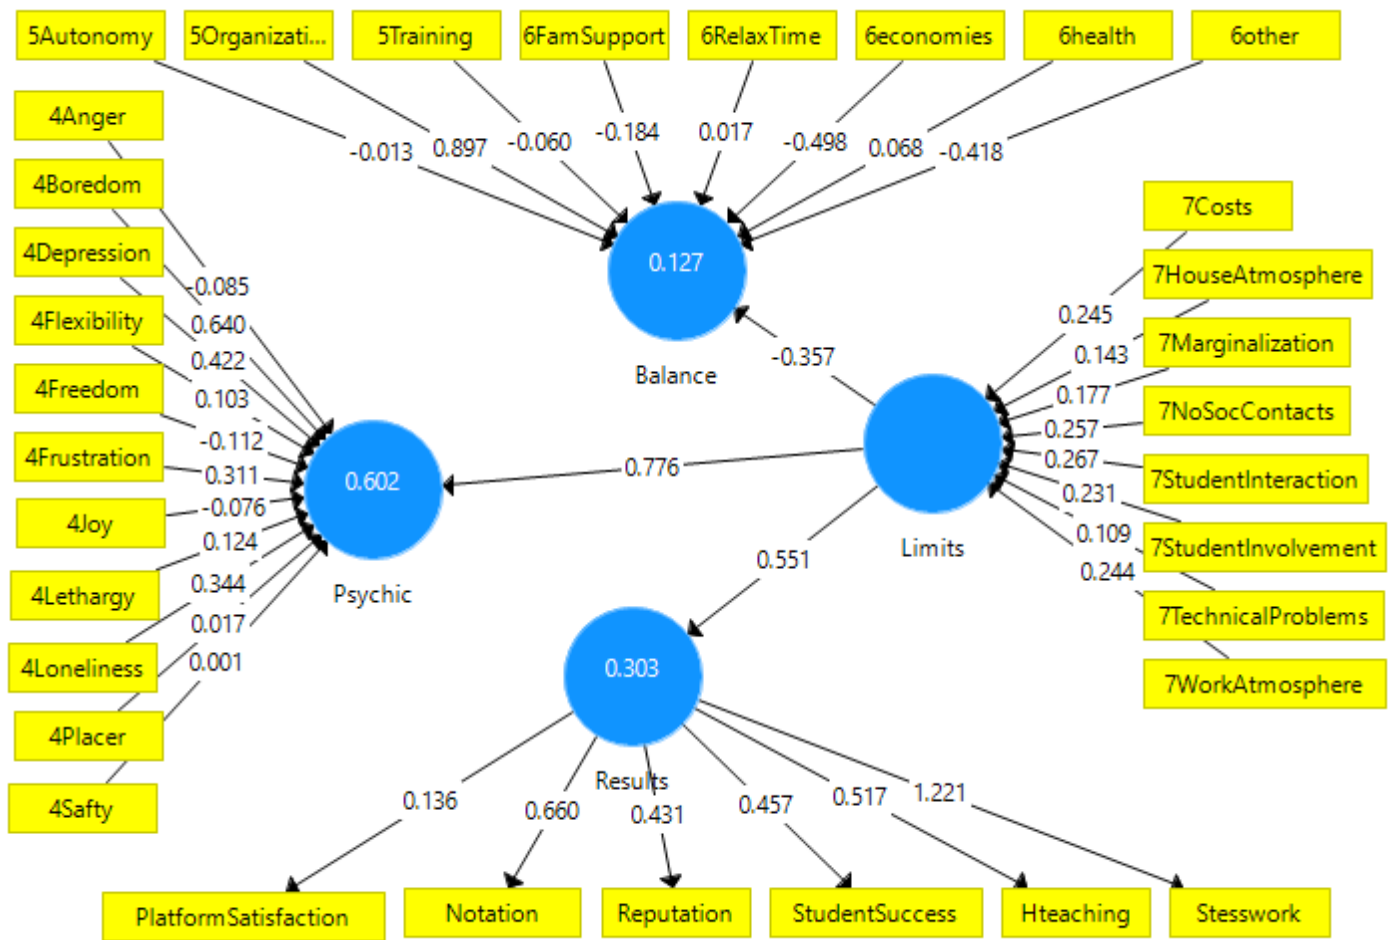 5Autonomy
5Organizati...
5Training
6FamSupport
6RelaxTime
6economies
6health
6other
-0.013
0.897
-0.060
-0.184
0.017
-0.498
0.068
-0.418
4Anger
4Boredom
4Depression
4Flexibility
4Freedom
4Frustration
4Joy
4Lethargy
4Loneliness
4Placer
4Safty
-0.085
0.640
0.422
0.103
-0.112
0.311
-0.076
0.124
0.344
0.017
0.001
0.127
Balance
-0.357
0.602
Psychic
0.776
Limits
0.551
7Costs
7HouseAtmosphere
7Marginalization
7NoSocContacts
7StudentInteraction
7StudentInvolvement
7TechnicalProblems
7WorkAtmosphere
0.245
0.143
0.177
0.257
0.267
0.231
0.109
0.244
0.303
Results
0.136
0.660
0.431
0.457
0.517
1.221
PlatformSatisfaction
Notation
Reputation
StudentSuccess
Hteaching
Stesswork